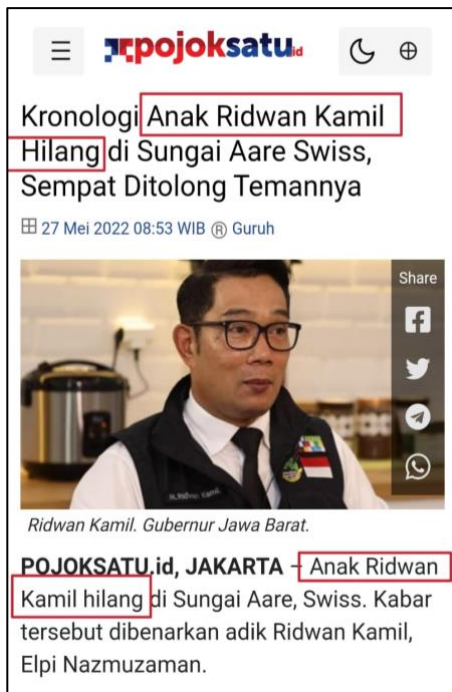 pojoksatu.id
Kronologi Anak Ridwan Kamil
Hilang di Sungai Aare Swiss,
Sempat Ditolong Temannya
27 Mei 2022 08:53 WIB ® Guruh
Share
H.Ridwan Kamil
Ridwan Kamil. Gubernur Jawa Barat.
POJOKSATU.id, JAKARTA – Anak Ridwan
Kamil hilang di Sungai Aare, Swiss. Kabar
tersebut dibenarkan adik Ridwan Kamil,
Elpi Nazmuzaman.